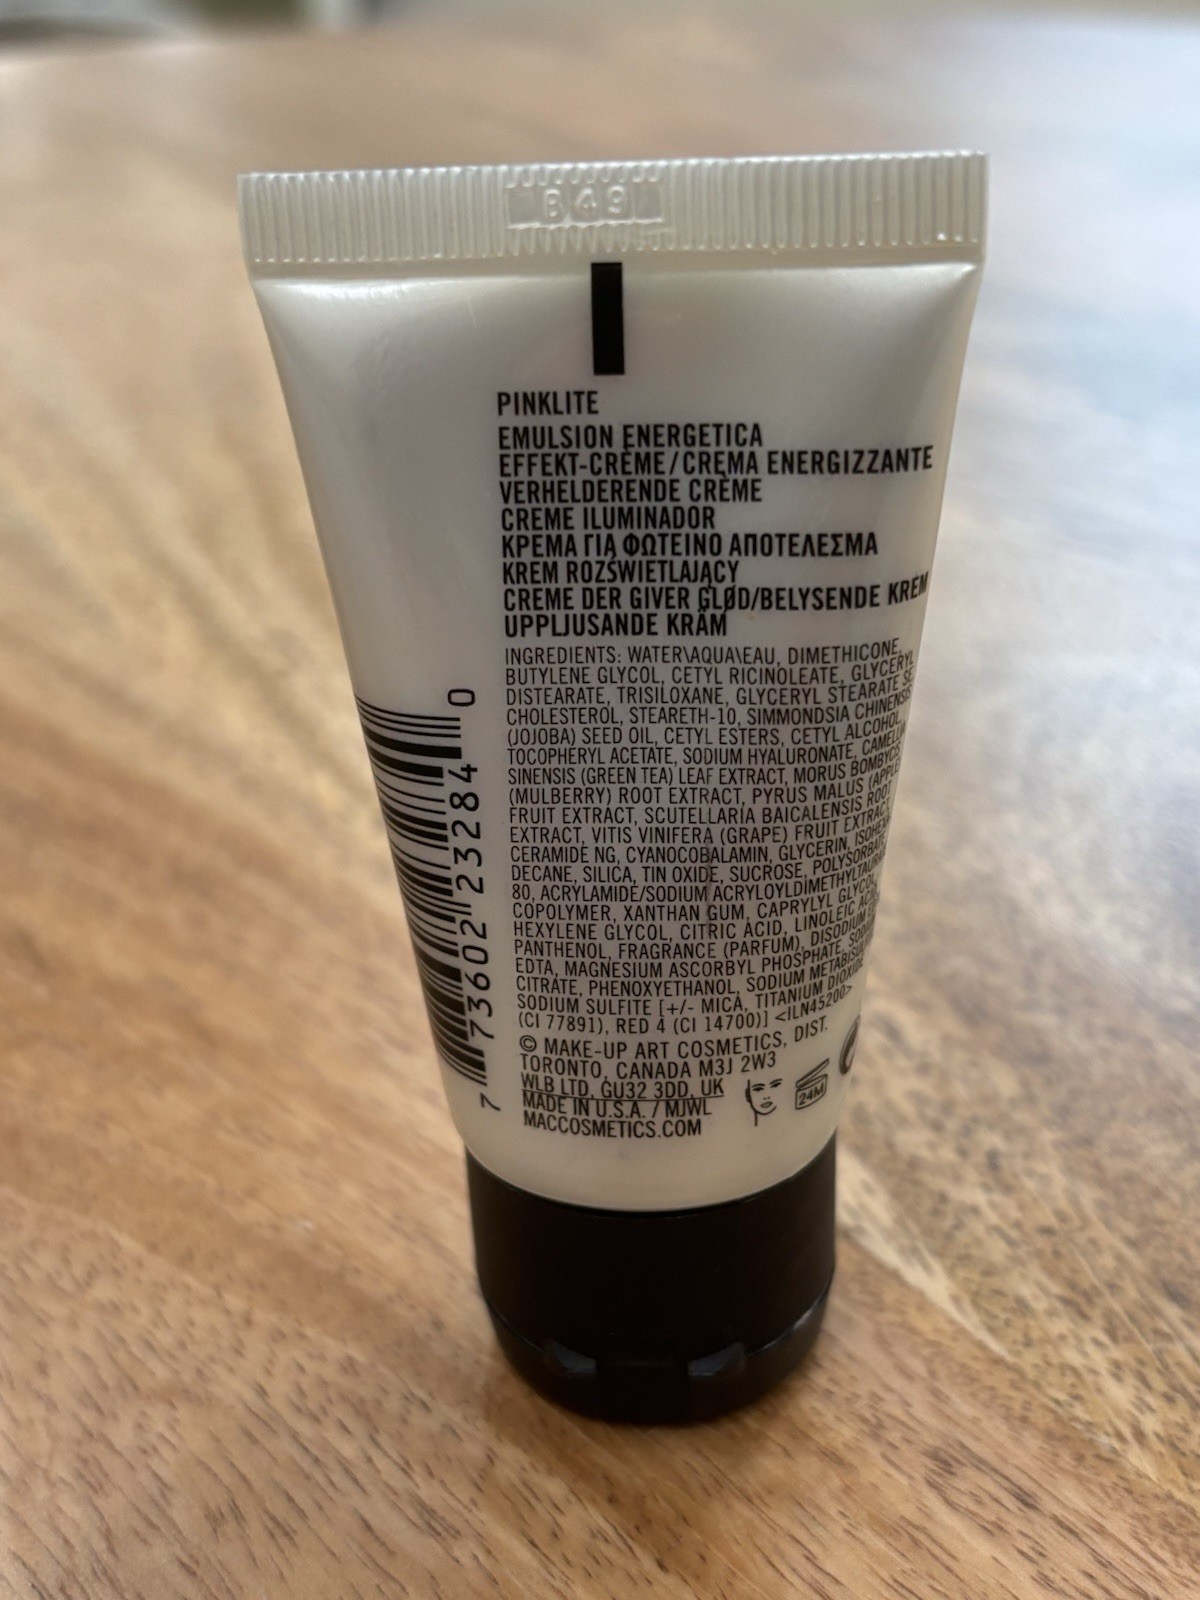 B49
PINKLITE
EMULSION ENERGETICA
EFFEKT-CRÈME / CREMA ENERGIZZANTE
VERHELDERENDE CRÈME
CREME ILUMINADOR
ΚΡΕΜΑ ΓΙΑ ΦΩΤΕΙΝΟ ΑΠΟΤΕΛΕΣΜΑ
KREM ROZŚWIETLAJĄCY
CREME DER GIVER GLØD/BELYSENDE KREM
UPPLJUSANDE KRÄM
INGREDIENTS: WATER\AQUA\EAU, DIMETHICONE,
BUTYLENE GLYCOL, CETYL RICINOLEATE, GLYCERYL
DISTEARATE, TRISILOXANE, GLYCERYL STEARATE SE,
CHOLESTEROL, STEARETH-10, SIMMONDSIA CHINENSIS
(JOJOBA) SEED OIL, CETYL ESTERS, CETYL ALCOHOL,
TOCOPHERYL ACETATE, SODIUM HYALURONATE,
SINENSIS (GREEN TEA) LEAF EXTRACT, MORUS BOMBYCIS
(MULBERRY) ROOT EXTRACT, PYRUS MALUS (APPLE)
FRUIT EXTRACT, SCUTELLARIA BAICALENSIS ROOT
EXTRACT, VITIS VINIFERA (GRAPE) FRUIT EXTRACT,
CERAMIDE NG, CYANOCOBALAMIN, GLYCERIN,
DECANE, SILICA, TIN OXIDE, SUCROSE, POLYSORBATE
80, ACRYLAMIDE/SODIUM ACRYLOYLDIMETHYLTAURATE
COPOLYMER, XANTHAN GUM, CAPRYLYL GLYCOL,
HEXYLENE GLYCOL, CITRIC ACID, LINOLEIC ACID,
PANTHENOL, FRAGRANCE (PARFUM), DISODIUM
EDTA, MAGNESIUM ASCORBYL PHOSPHATE,
CITRATE, PHENOXYETHANOL, SODIUM METABISULFITE,
SODIUM SULFITE [+/- MICA, TITANIUM DIOXIDE
(CI 77891), RED 4 (CI 14700)] <ILN45200>
© MAKE-UP ART COSMETICS, DIST.
TORONTO, CANADA M3J 2W3
WLB LTD, GU32 3DD, UK
MADE IN U.S.A. / MJWL
MACCOSMETICS.COM
24M
7 73602 23284 0